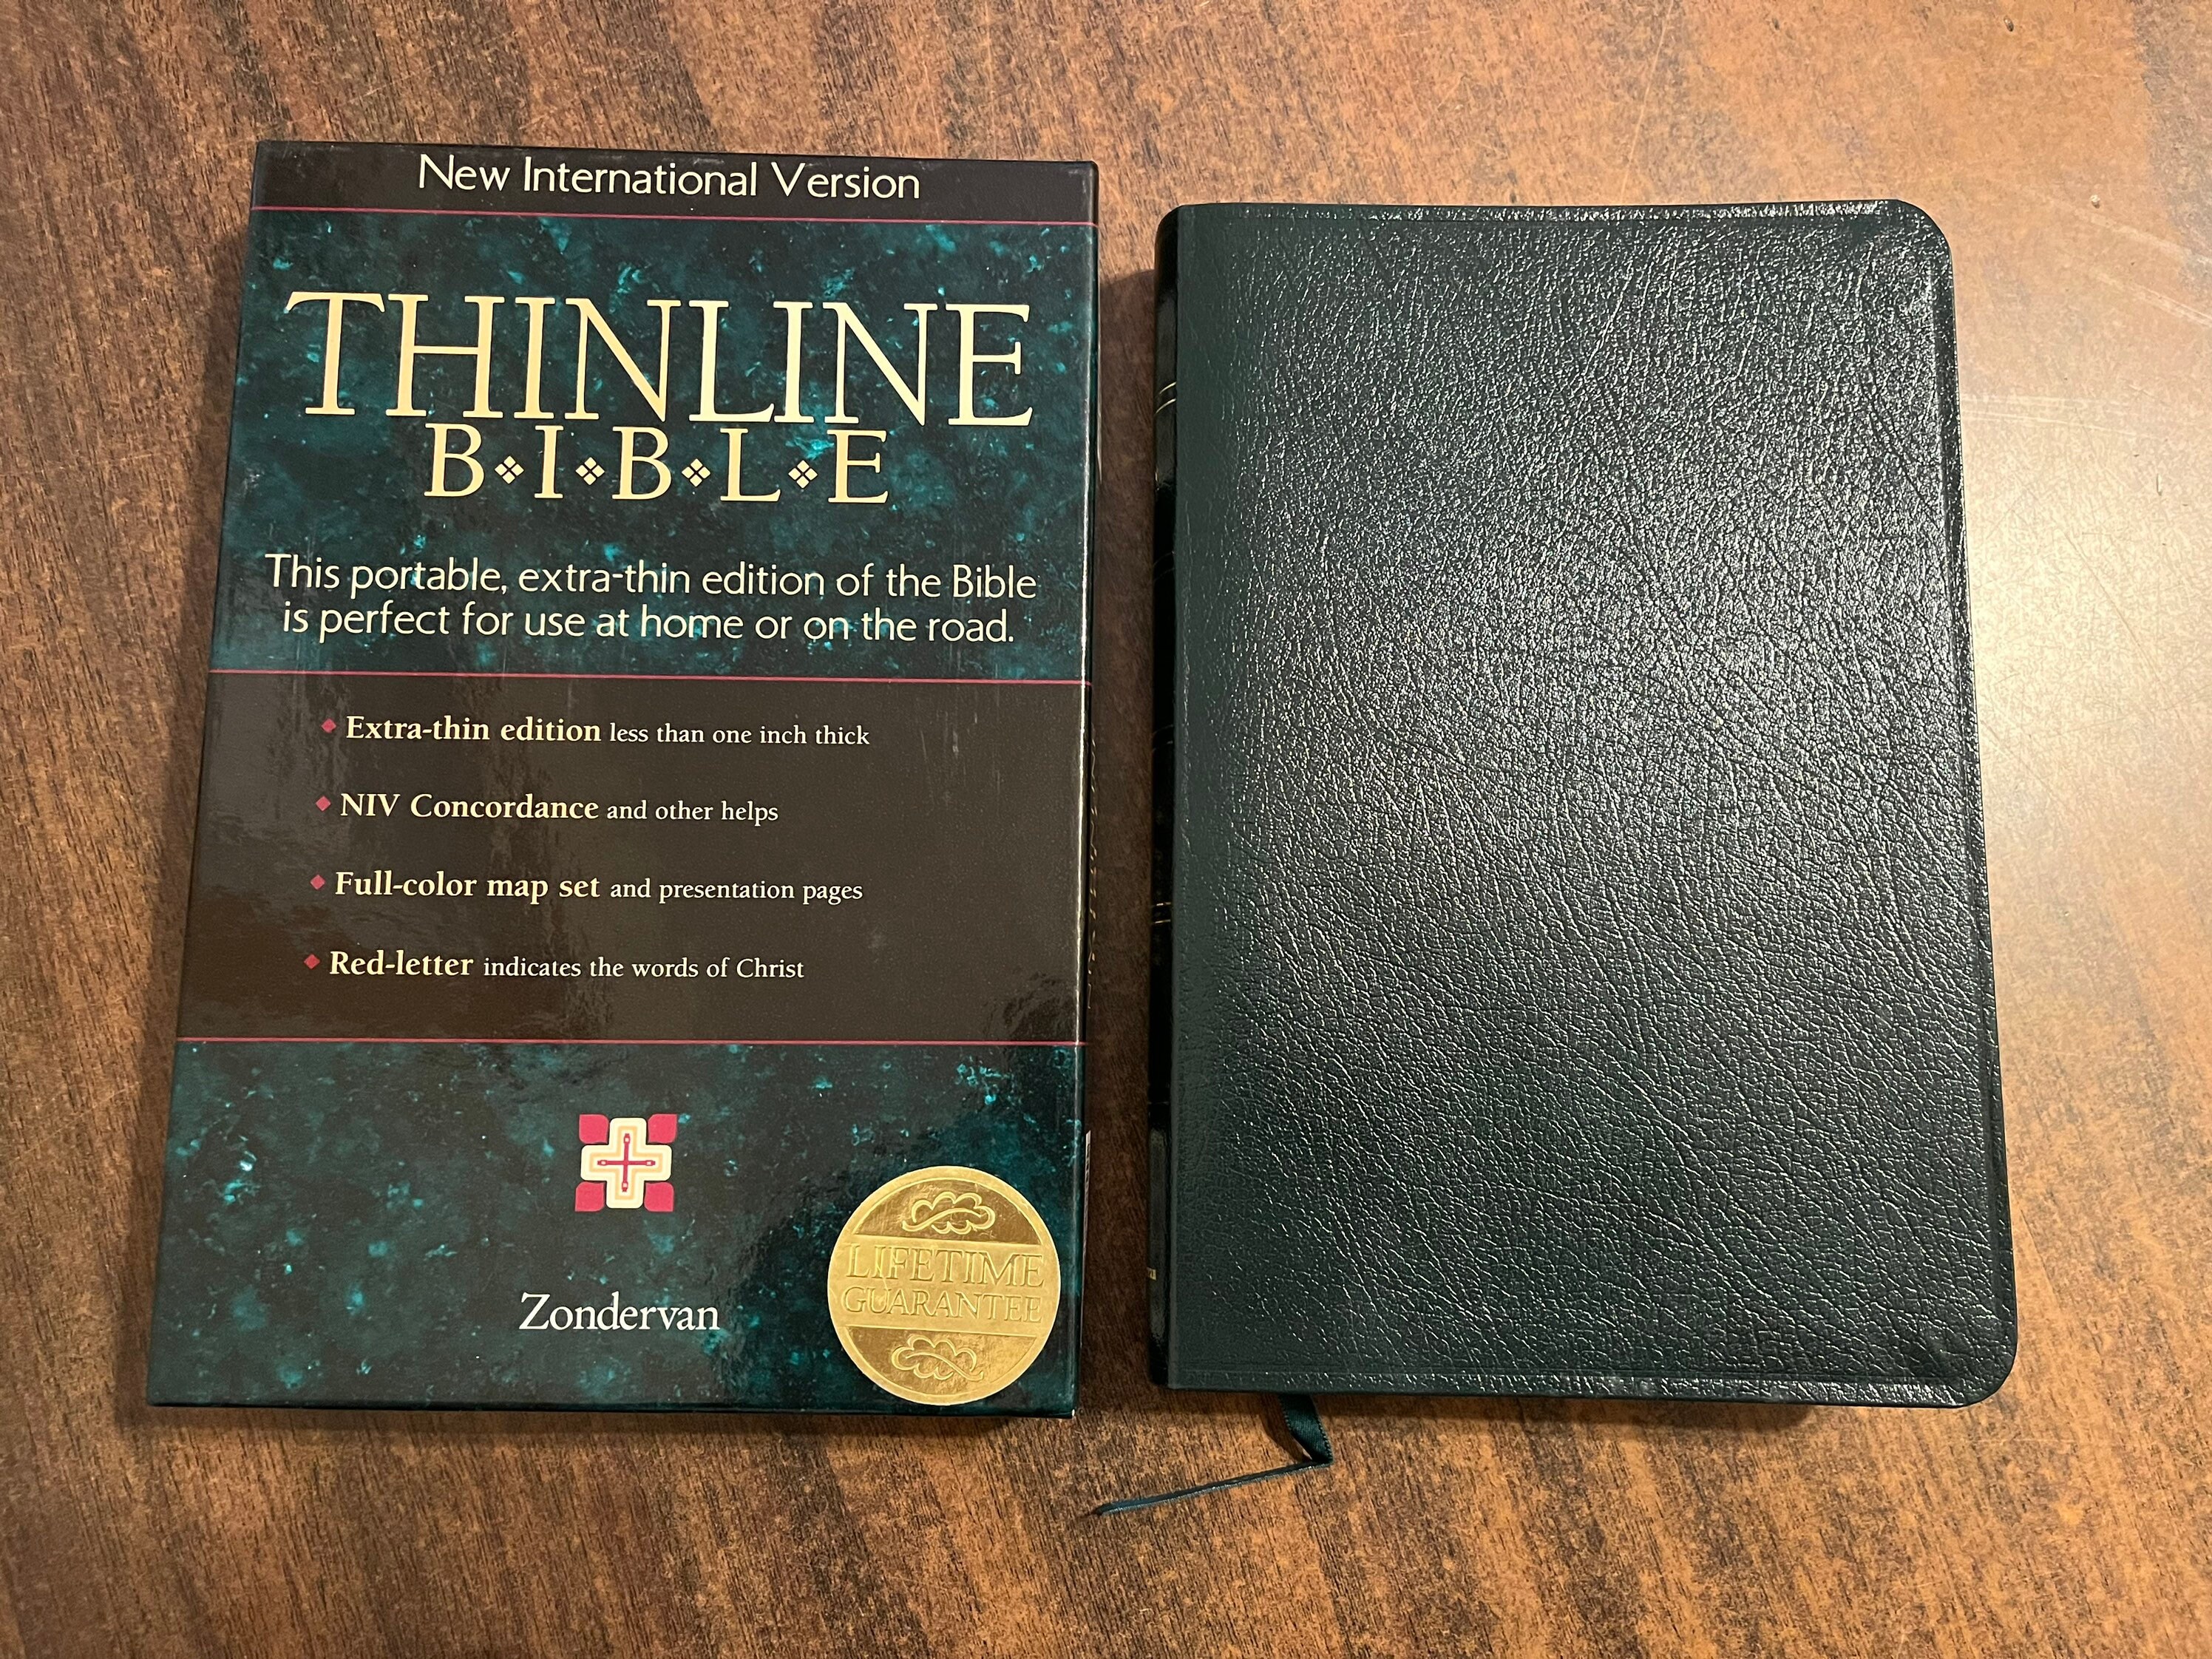 New International Version
THINLINE
B❖I❖B❖L❖E
This portable, extra-thin edition of the Bible
is perfect for use at home or on the road.
◆ Extra-thin edition less than one inch thick
◆ NIV Concordance and other helps
◆ Full-color map set and presentation pages
◆ Red-letter indicates the words of Christ
Zondervan
LIFETIME
GUARANTEE